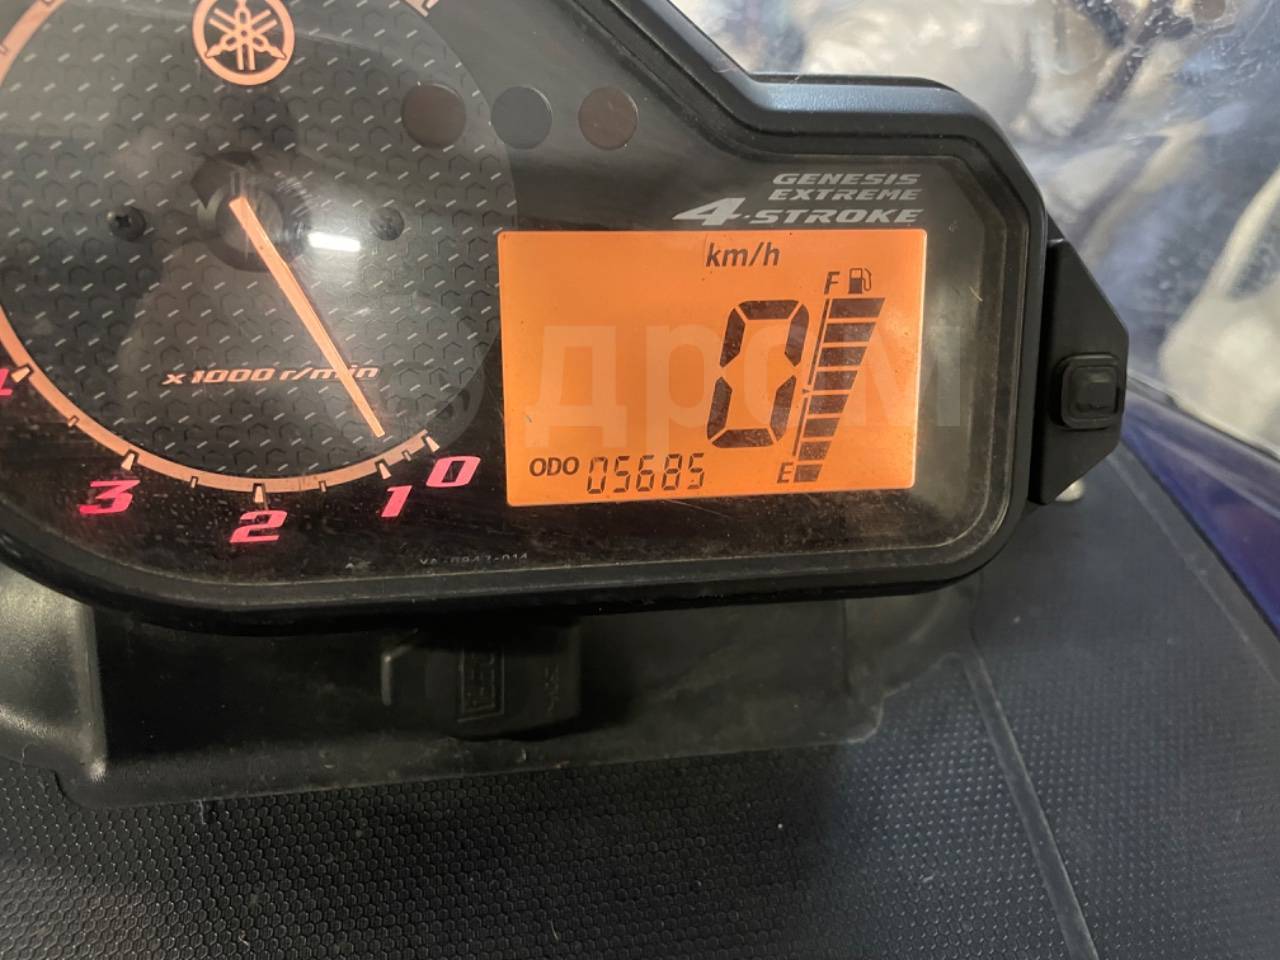 GENESIS
EXTREME
4-STROKE
km/h
F
0
x1000 r/min
E
ODO 05685
3
2
1
0
дром